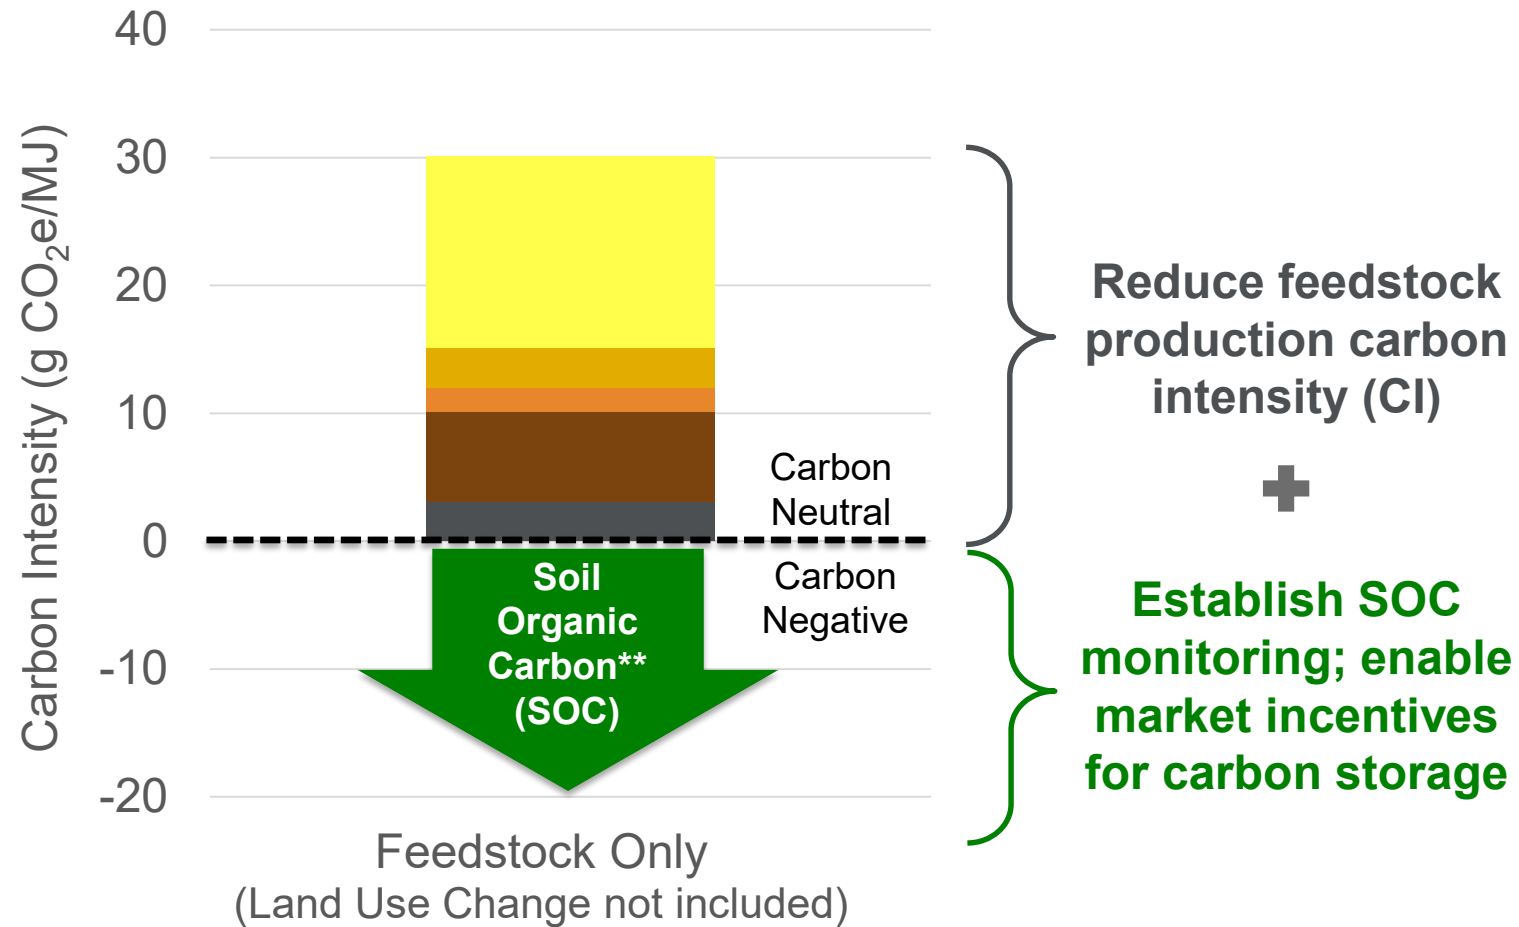 40
30
20
10
0
-10
-20
Carbon Intensity (g CO₂e/MJ)
Carbon
Neutral
Carbon
Negative
Soil
Organic
Carbon**
(SOC)
Feedstock Only
(Land Use Change not included)
Reduce feedstock
production carbon
intensity (CI)
Establish SOC
monitoring; enable
market incentives
for carbon storage